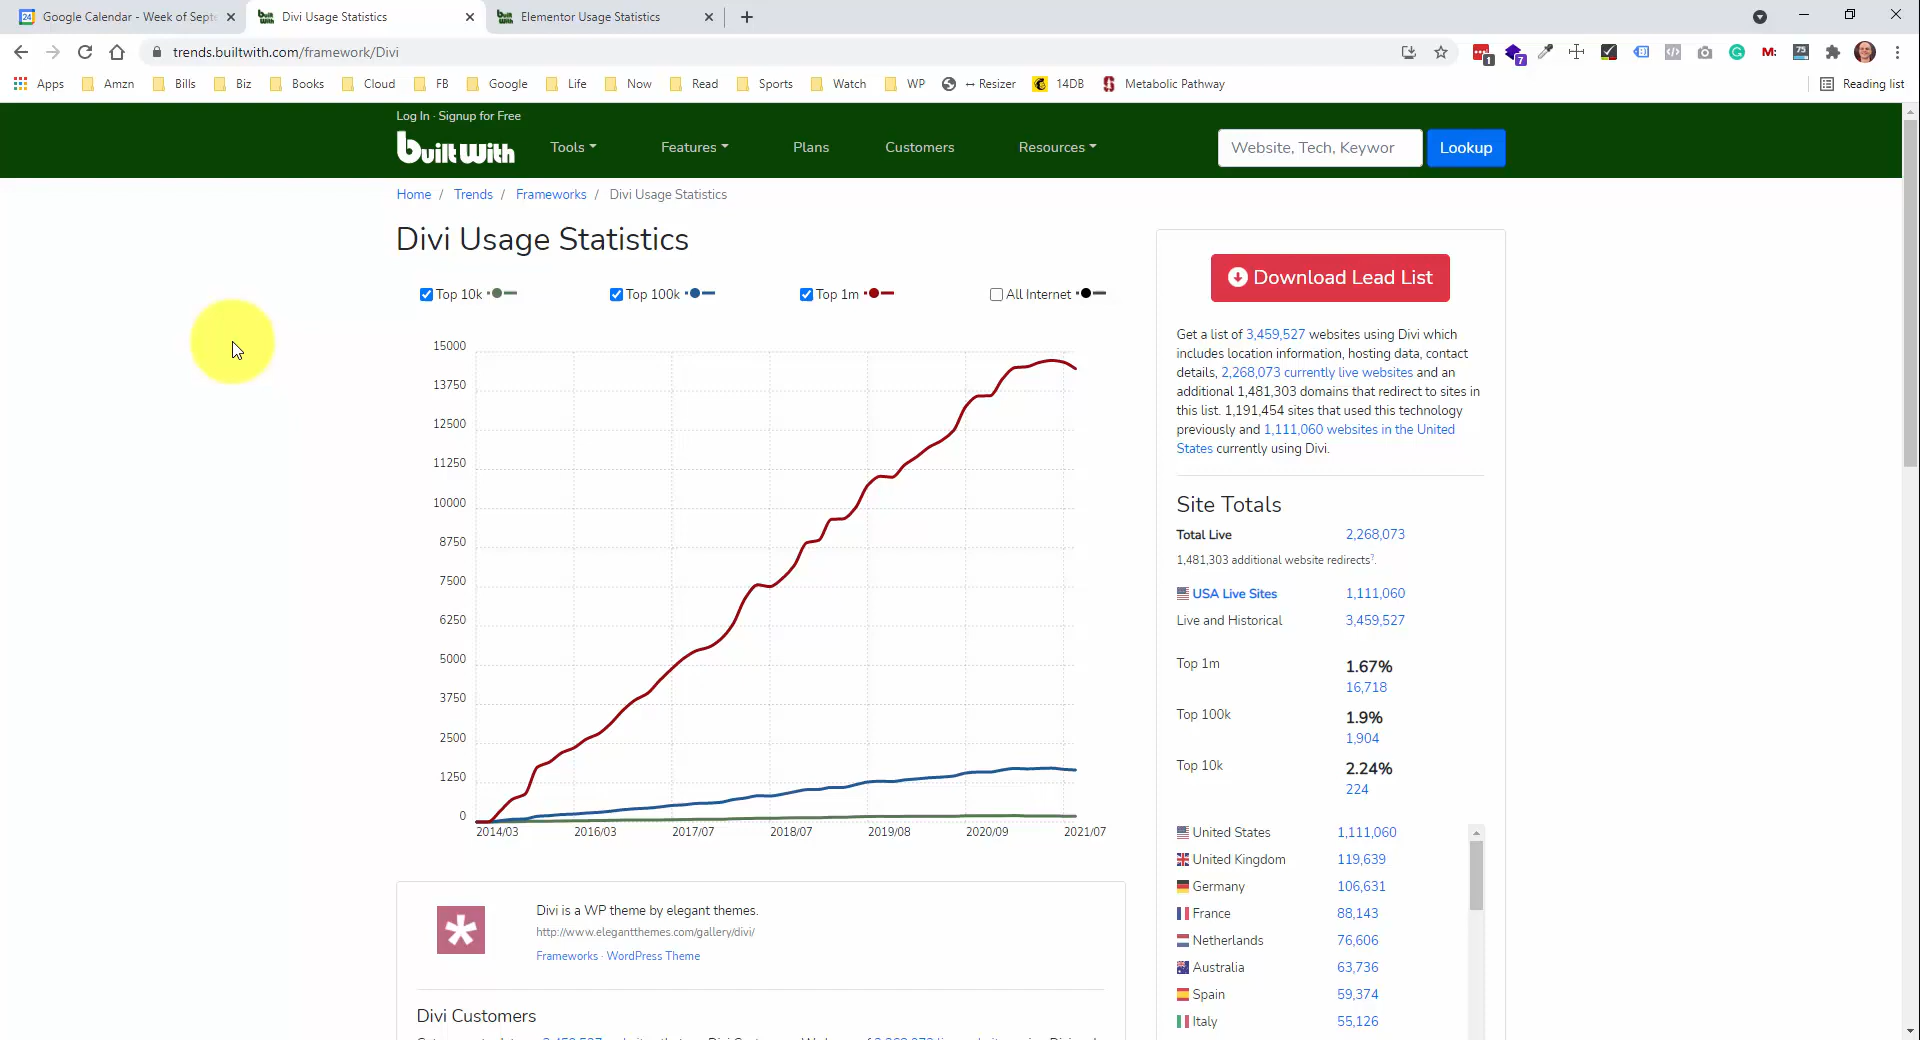 Google Calendar - Week of Sept
Divi Usage Statistics
Elementor Usage Statistics
trends.builtwith.com/framework/Divi
1
7
M:
75
Apps
Amzn
Bills
Biz
Books
Cloud
FB
Google
Life
Now
Read
Sports
Watch
WP
↔ Resizer
14DB
Metabolic Pathway
Reading list
Log In · Signup for Free
built with
Tools
Features
Plans
Customers
Resources
Website, Tech, Keywor
Lookup
Home / Trends / Frameworks / Divi Usage Statistics
Divi Usage Statistics
Top 10k
Top 100k
Top 1m
All Internet
15000
13750
12500
11250
10000
8750
7500
6250
5000
3750
2500
1250
0
2014/03
2016/03
2017/07
2018/07
2019/08
2020/09
2021/07
Divi is a WP theme by elegant themes.
http://www.elegantthemes.com/gallery/divi/
Frameworks · WordPress Theme
Divi Customers
Download Lead List
Get a list of 3,459,527 websites using Divi which
includes location information, hosting data, contact
details, 2,268,073 currently live websites and an
additional 1,481,303 domains that redirect to sites in
this list. 1,191,454 sites that used this technology
previously and 1,111,060 websites in the United
States currently using Divi.
Site Totals
Total Live 2,268,073
1,481,303 additional website redirects?.
USA Live Sites 1,111,060
Live and Historical 3,459,527
Top 1m 1.67%
16,718
Top 100k 1.9%
1,904
Top 10k 2.24%
224
United States 1,111,060
United Kingdom 119,639
Germany 106,631
France 88,143
Netherlands 76,606
Australia 63,736
Spain 59,374
Italy 55,126